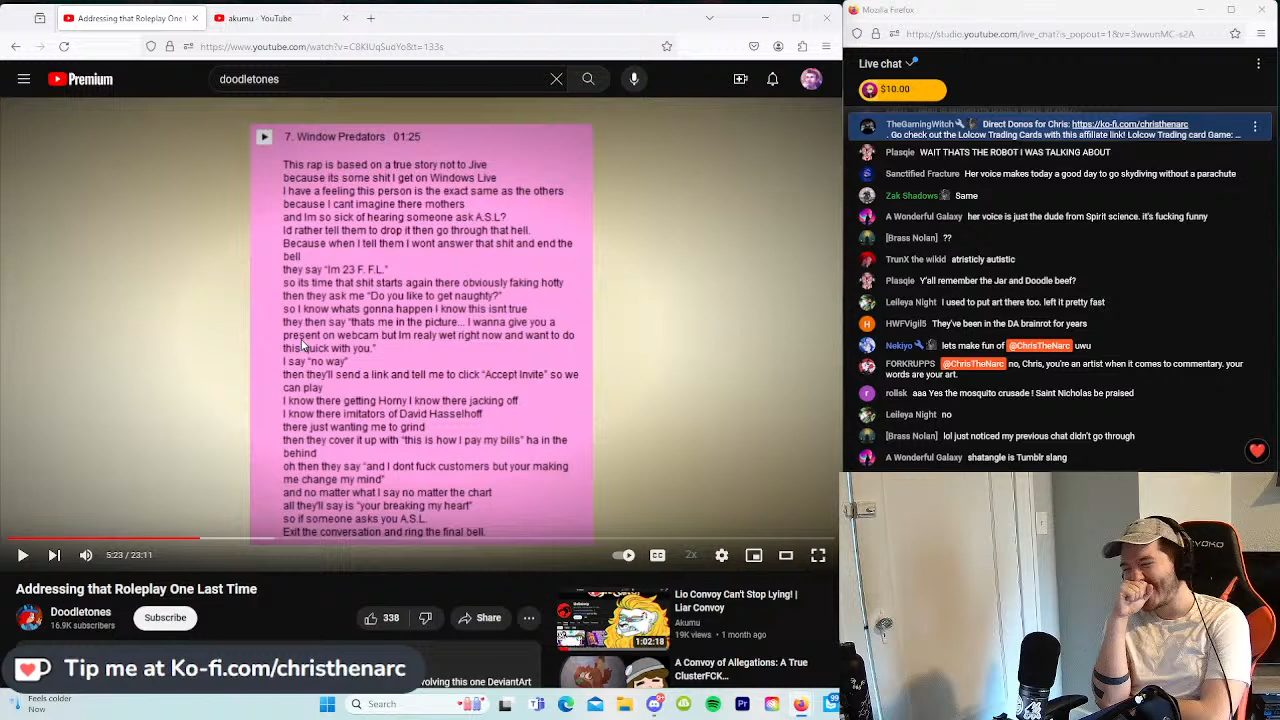 Addressing that Roleplay One L
akumu - YouTube
Mozilla Firefox
https://www.youtube.com/watch?v=C8KIUqSuoYo&t=133s
https://studio.youtube.com/live_chat?is_popout=1&v=3wwunMC-s2A
Premium
doodletones
Live chat
$10.00
7. Window Predators 01:25
This rap is based on a true story not to Jive
because its some shit I get on Windows Live
I have a feeling this person is the exact same as the others
because I cant imagine there mothers
and Im so sick of hearing someone ask A.S.L?
Id rather tell them to drop it then go through that hell.
Because when I tell them I wont answer that shit and end the
bell
they say “Im 23 F. F.L.”
so its time that shit starts again there obviously faking hotty
then they ask me “Do you like to get naughty?”
so I know whats gonna happen I know this isnt true
they then say “thats me in the picture... I wanna give you a
present on webcam but Im realy wet right now and want to do
this quick with you.”
I say “no way”
then they'll send a link and tell me to click “Accept Invite” so we
can play
I know there getting Horny I know there jacking off
I know there imitators of David Hasselhoff
there just wanting me to grind
then they cover it up with “this is how I pay my bills” ha in the
behind
oh then they say “and I dont fuck customers but your making
me change my mind”
and no matter what I say no matter the chart
all they'll say is “your breaking my heart”
so if someone asks you A.S.L.
Exit the conversation and ring the final bell.
TheGamingWitch Direct Donos for Chris: https://ko-fi.com/christhenarc
. Go check out the Lolcow Trading Cards with this affiliate link! Lolcow Trading card Game: ...
Plasqie WAIT THATS THE ROBOT I WAS TALKING ABOUT
Sanctified Fracture Her voice makes today a good day to go skydiving without a parachute
Zak Shadows Same
A Wonderful Galaxy her voice is just the dude from Spirit science. it's fucking funny
[Brass Nolan] ??
TrunX the wikid atristicly autistic
Plasqie Y'all remember the Jar and Doodle beef?
Leileya Night I used to put art there too. left it pretty fast
HWFVigil5 They've been in the DA brainrot for years
Nekiyo lets make fun of @ChrisTheNarc uwu
FORKRUPPS @ChrisTheNarc no, Chris, you're an artist when it comes to commentary. your
words are your art.
rollsk aaa Yes the mosquito crusade ! Saint Nicholas be praised
Leileya Night no
[Brass Nolan] lol just noticed my previous chat didn't go through
A Wonderful Galaxy shatangle is Tumblr slang
5:23 / 23:11
CC
2x
Addressing that Roleplay One Last Time
Doodletones
16.9K subscribers
Subscribe
338
Share
Lio Convoy Can't Stop Lying! |
Liar Convoy
Akumu
19K views • 1 month ago
1:02:18
A Convoy of Allegations: A True
ClusterFCK...
Tip me at Ko-fi.com/christhenarc
volving this one DeviantArt
Feels colder
Now
Search
99